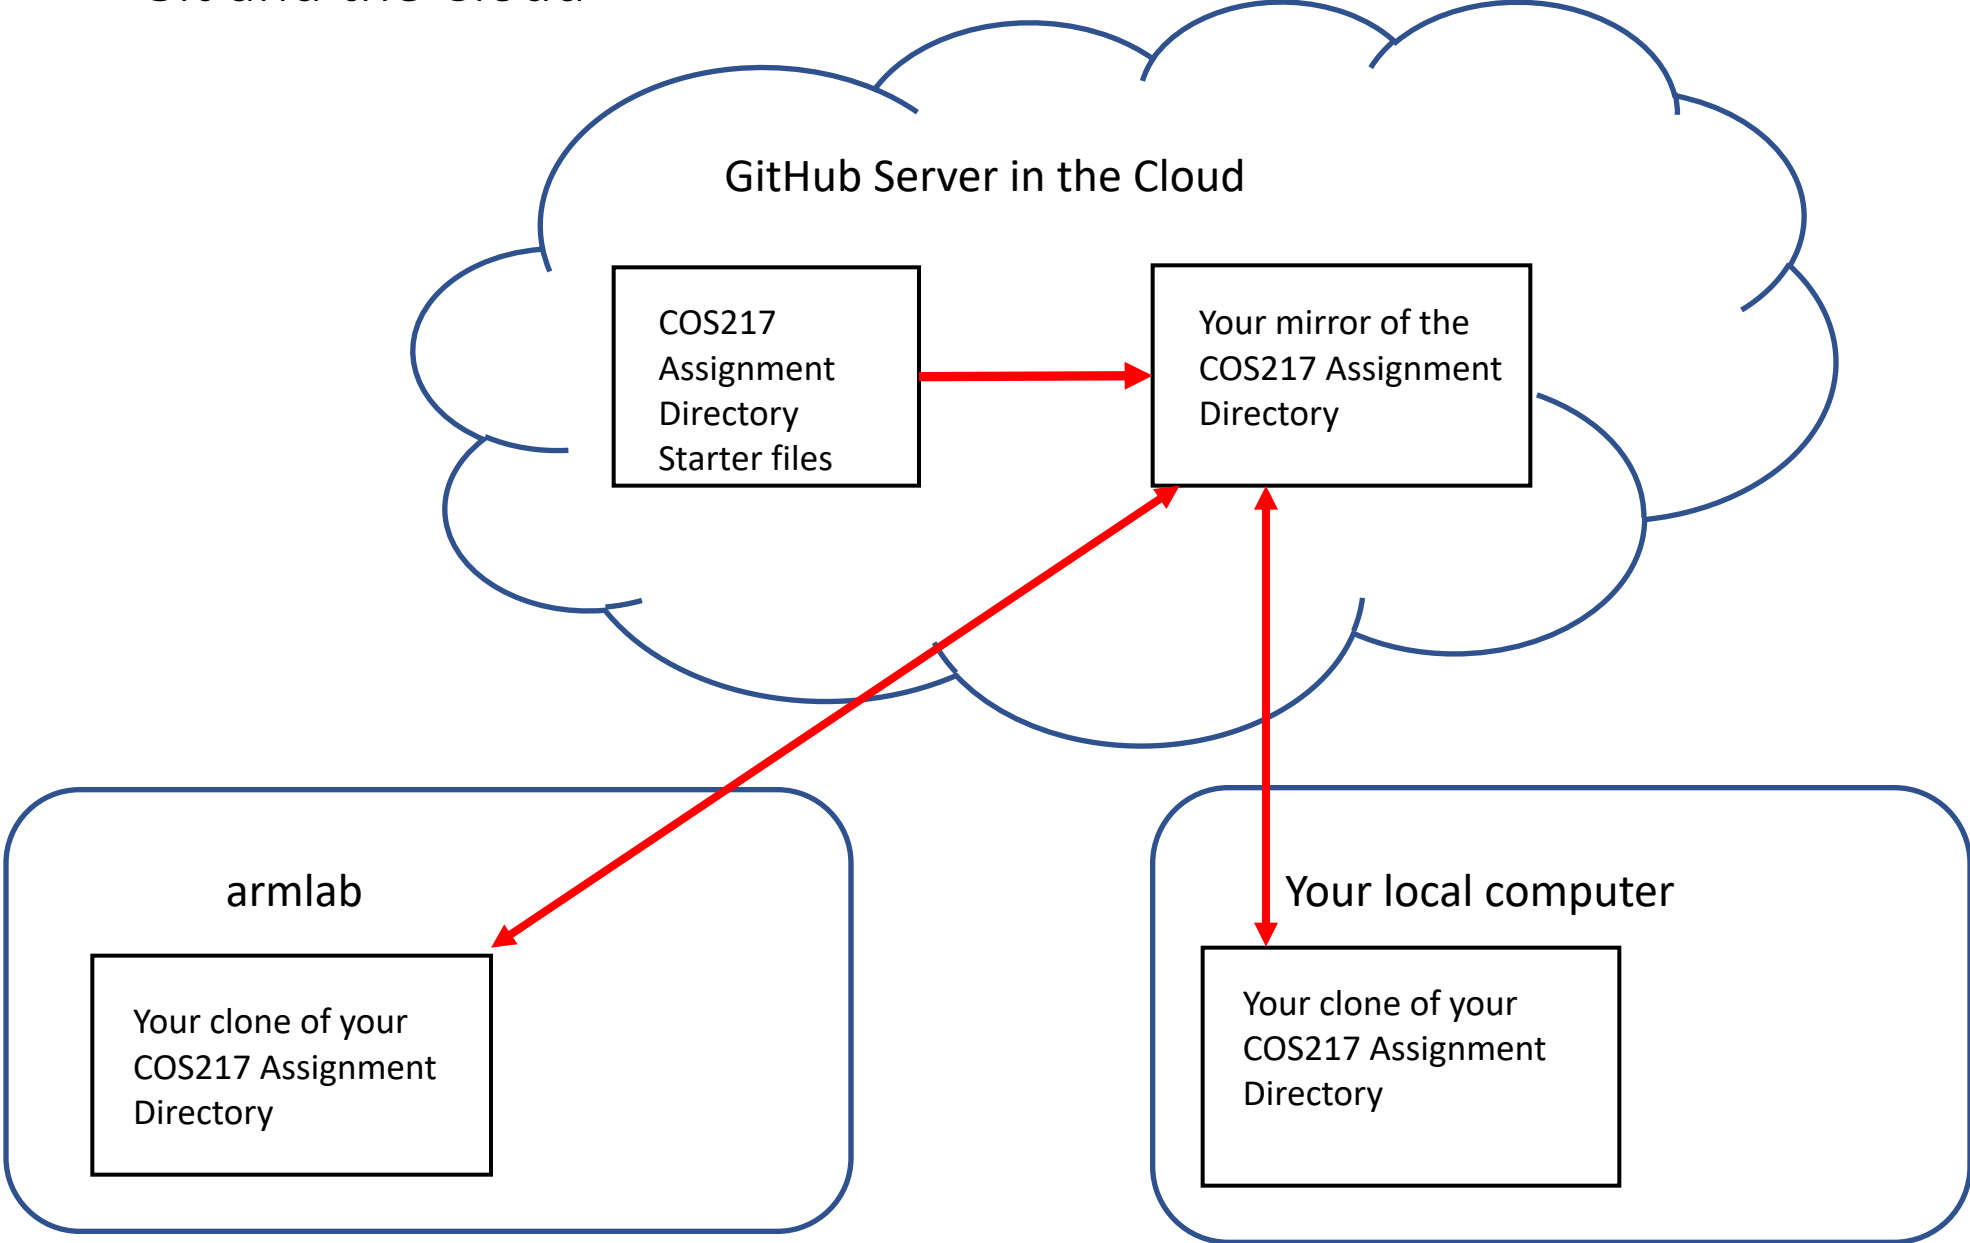 GitHub Server in the Cloud
COS217
Assignment
Directory
Starter files
Your mirror of the
COS217 Assignment
Directory
armlab
Your clone of your
COS217 Assignment
Directory
Your local computer
Your clone of your
COS217 Assignment
Directory